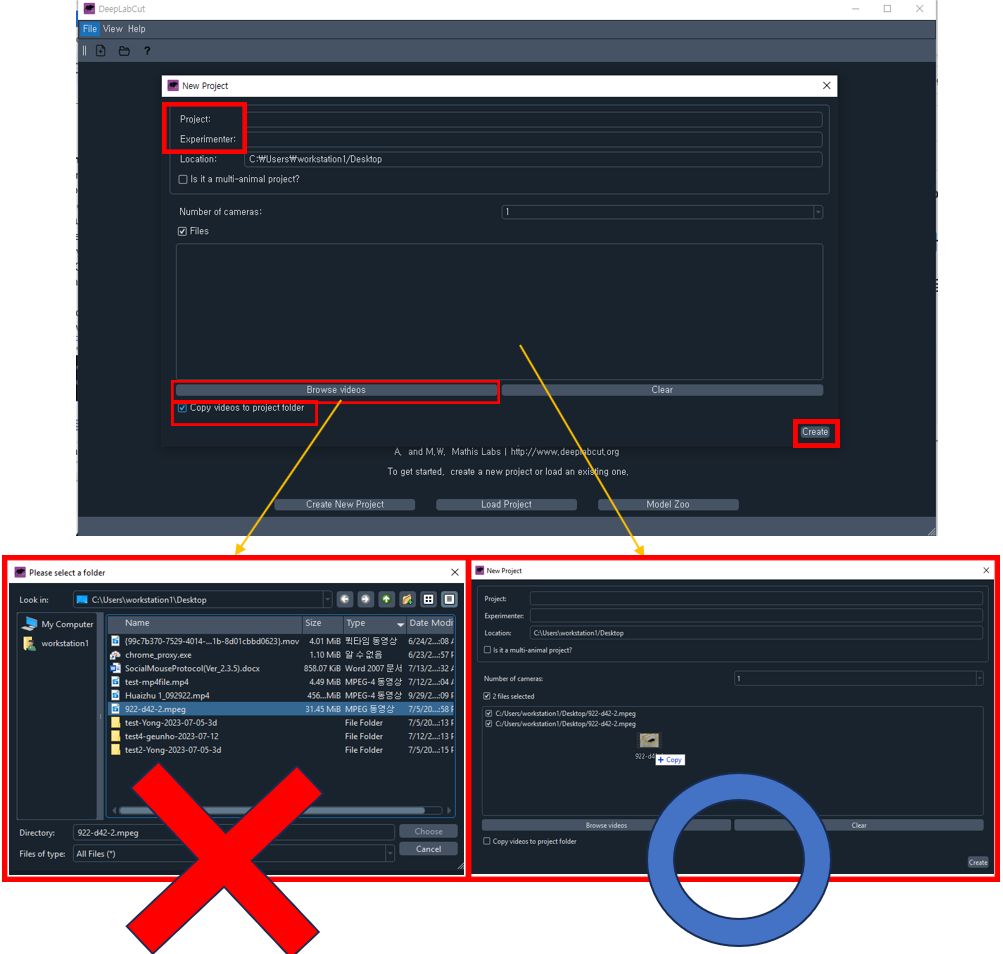 DeepLabCut
File View Help
New Project
Project:
Experimenter:
Location: C:₩Users₩workstation1/Desktop
Is it a multi-animal project?
Number of cameras: 1
Files
Browse videos Clear
Copy videos to project folder
Create
A. and M.W. Mathis Labs | http://www.deeplabcut.org
To get started, create a new project or load an existing one.
Create New Project Load Project Model Zoo
Please select a folder
Look in: C:\Users\workstation1\Desktop
My Computer
workstation1
Name Size Type Date Modi
{99c7b370-7529-4014-...1b-8d01cbbd0623}.mov 4.01 MiB 퀵타임 동영상 6/24/2...:08
chrome_proxy.exe 1.10 MiB 알 수 없음 6/23/2...:57
SocialMouseProtocol(Ver_2.3.5).docx 858.07 KiB Word 2007 문서 7/13/2...:32
test-mp4file.mp4 4.49 MiB MPEG-4 동영상 7/12/2...:04
Huaizhu 1_092922.mp4 456...MiB MPEG-4 동영상 9/29/2...:09
922-d42-2.mpeg 31.45 MiB MPEG 동영상 7/5/20...:58
test-Yong-2023-07-05-3d File Folder 7/5/20...:13
test4-geunho-2023-07-12 File Folder 7/12/2...:13
test2-Yong-2023-07-05-3d File Folder 7/5/20...:15
Directory: 922-d42-2.mpeg Choose
Files of type: All Files (*) Cancel
New Project
Project:
Experimenter:
Location: C:\Users\workstation1/Desktop
Is it a multi-animal project?
Number of cameras: 1
2 files selected
C:/Users/workstation1/Desktop/922-d42-2.mpeg
C:/Users/workstation1/Desktop/922-d42-2.mpeg
Copy
Browse videos Clear
Copy videos to project folder
Create